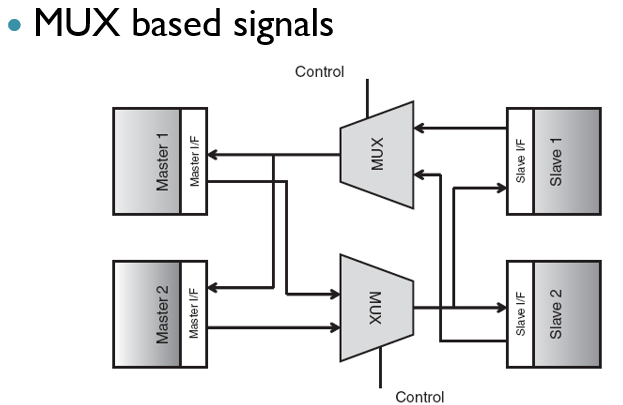 • MUX based signals
Control
Master 1
Master I/F
MUX
Slave I/F
Slave 1
Master 2
Master I/F
MUX
Slave I/F
Slave 2
Control